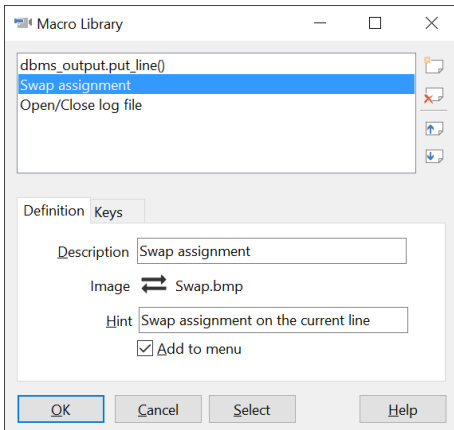 Macro Library
dbms_output.put_line()
Swap assignment
Open/Close log file
Definition Keys
Description Swap assignment
Image Swap.bmp
Hint Swap assignment on the current line
Add to menu
OK Cancel Select Help